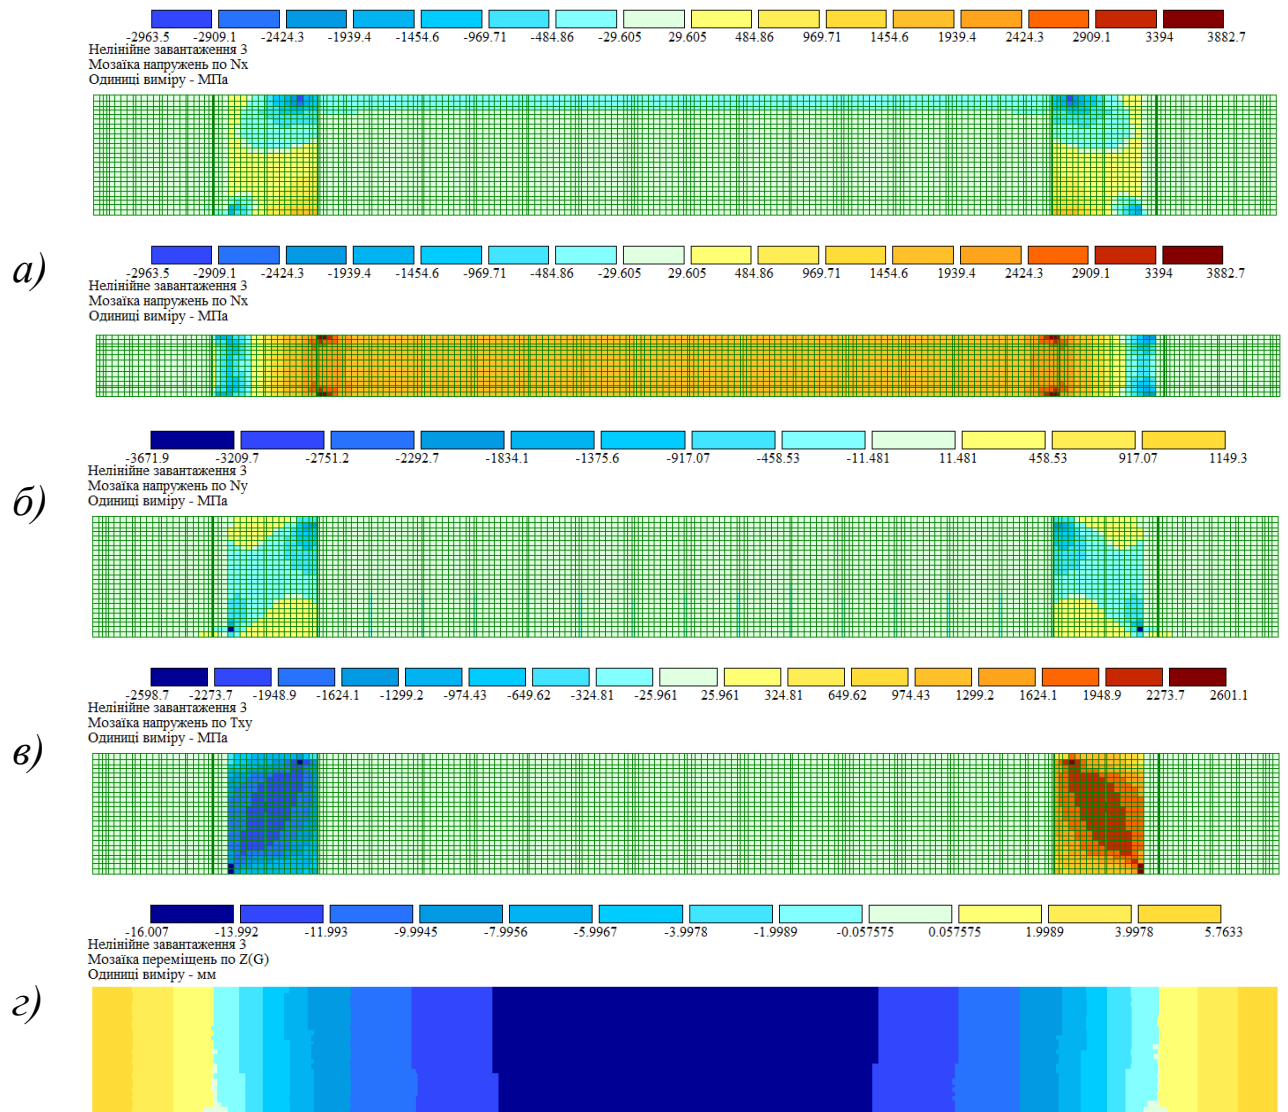 -2963.5 -2909.1 -2424.3 -1939.4 -1454.6 -969.71 -484.86 -29.605 29.605 484.86 969.71 1454.6 1939.4 2424.3 2909.1 3394 3882.7
Нелінійне завантаження 3
Мозаїка напружень по Nx
Одиниці виміру - МПа
а)
-2963.5 -2909.1 -2424.3 -1939.4 -1454.6 -969.71 -484.86 -29.605 29.605 484.86 969.71 1454.6 1939.4 2424.3 2909.1 3394 3882.7
Нелінійне завантаження 3
Мозаїка напружень по Nx
Одиниці виміру - МПа
-3671.9 -3209.7 -2751.2 -2292.7 -1834.1 -1375.6 -917.07 -458.53 -11.481 11.481 458.53 917.07 1149.3
Нелінійне завантаження 3
Мозаїка напружень по Ny
Одиниці виміру - МПа
б)
-2598.7 -2273.7 -1948.9 -1624.1 -1299.2 -974.43 -649.62 -324.81 -25.961 25.961 324.81 649.62 974.43 1299.2 1624.1 1948.9 2273.7 2601.1
Нелінійне завантаження 3
Мозаїка напружень по Txy
Одиниці виміру - МПа
в)
-16.007 -13.992 -11.993 -9.9945 -7.9956 -5.9967 -3.9978 -1.9989 -0.057575 0.057575 1.9989 3.9978 5.7633
Нелінійне завантаження 3
Мозаїка переміщень по Z(G)
Одиниці виміру - мм
г)